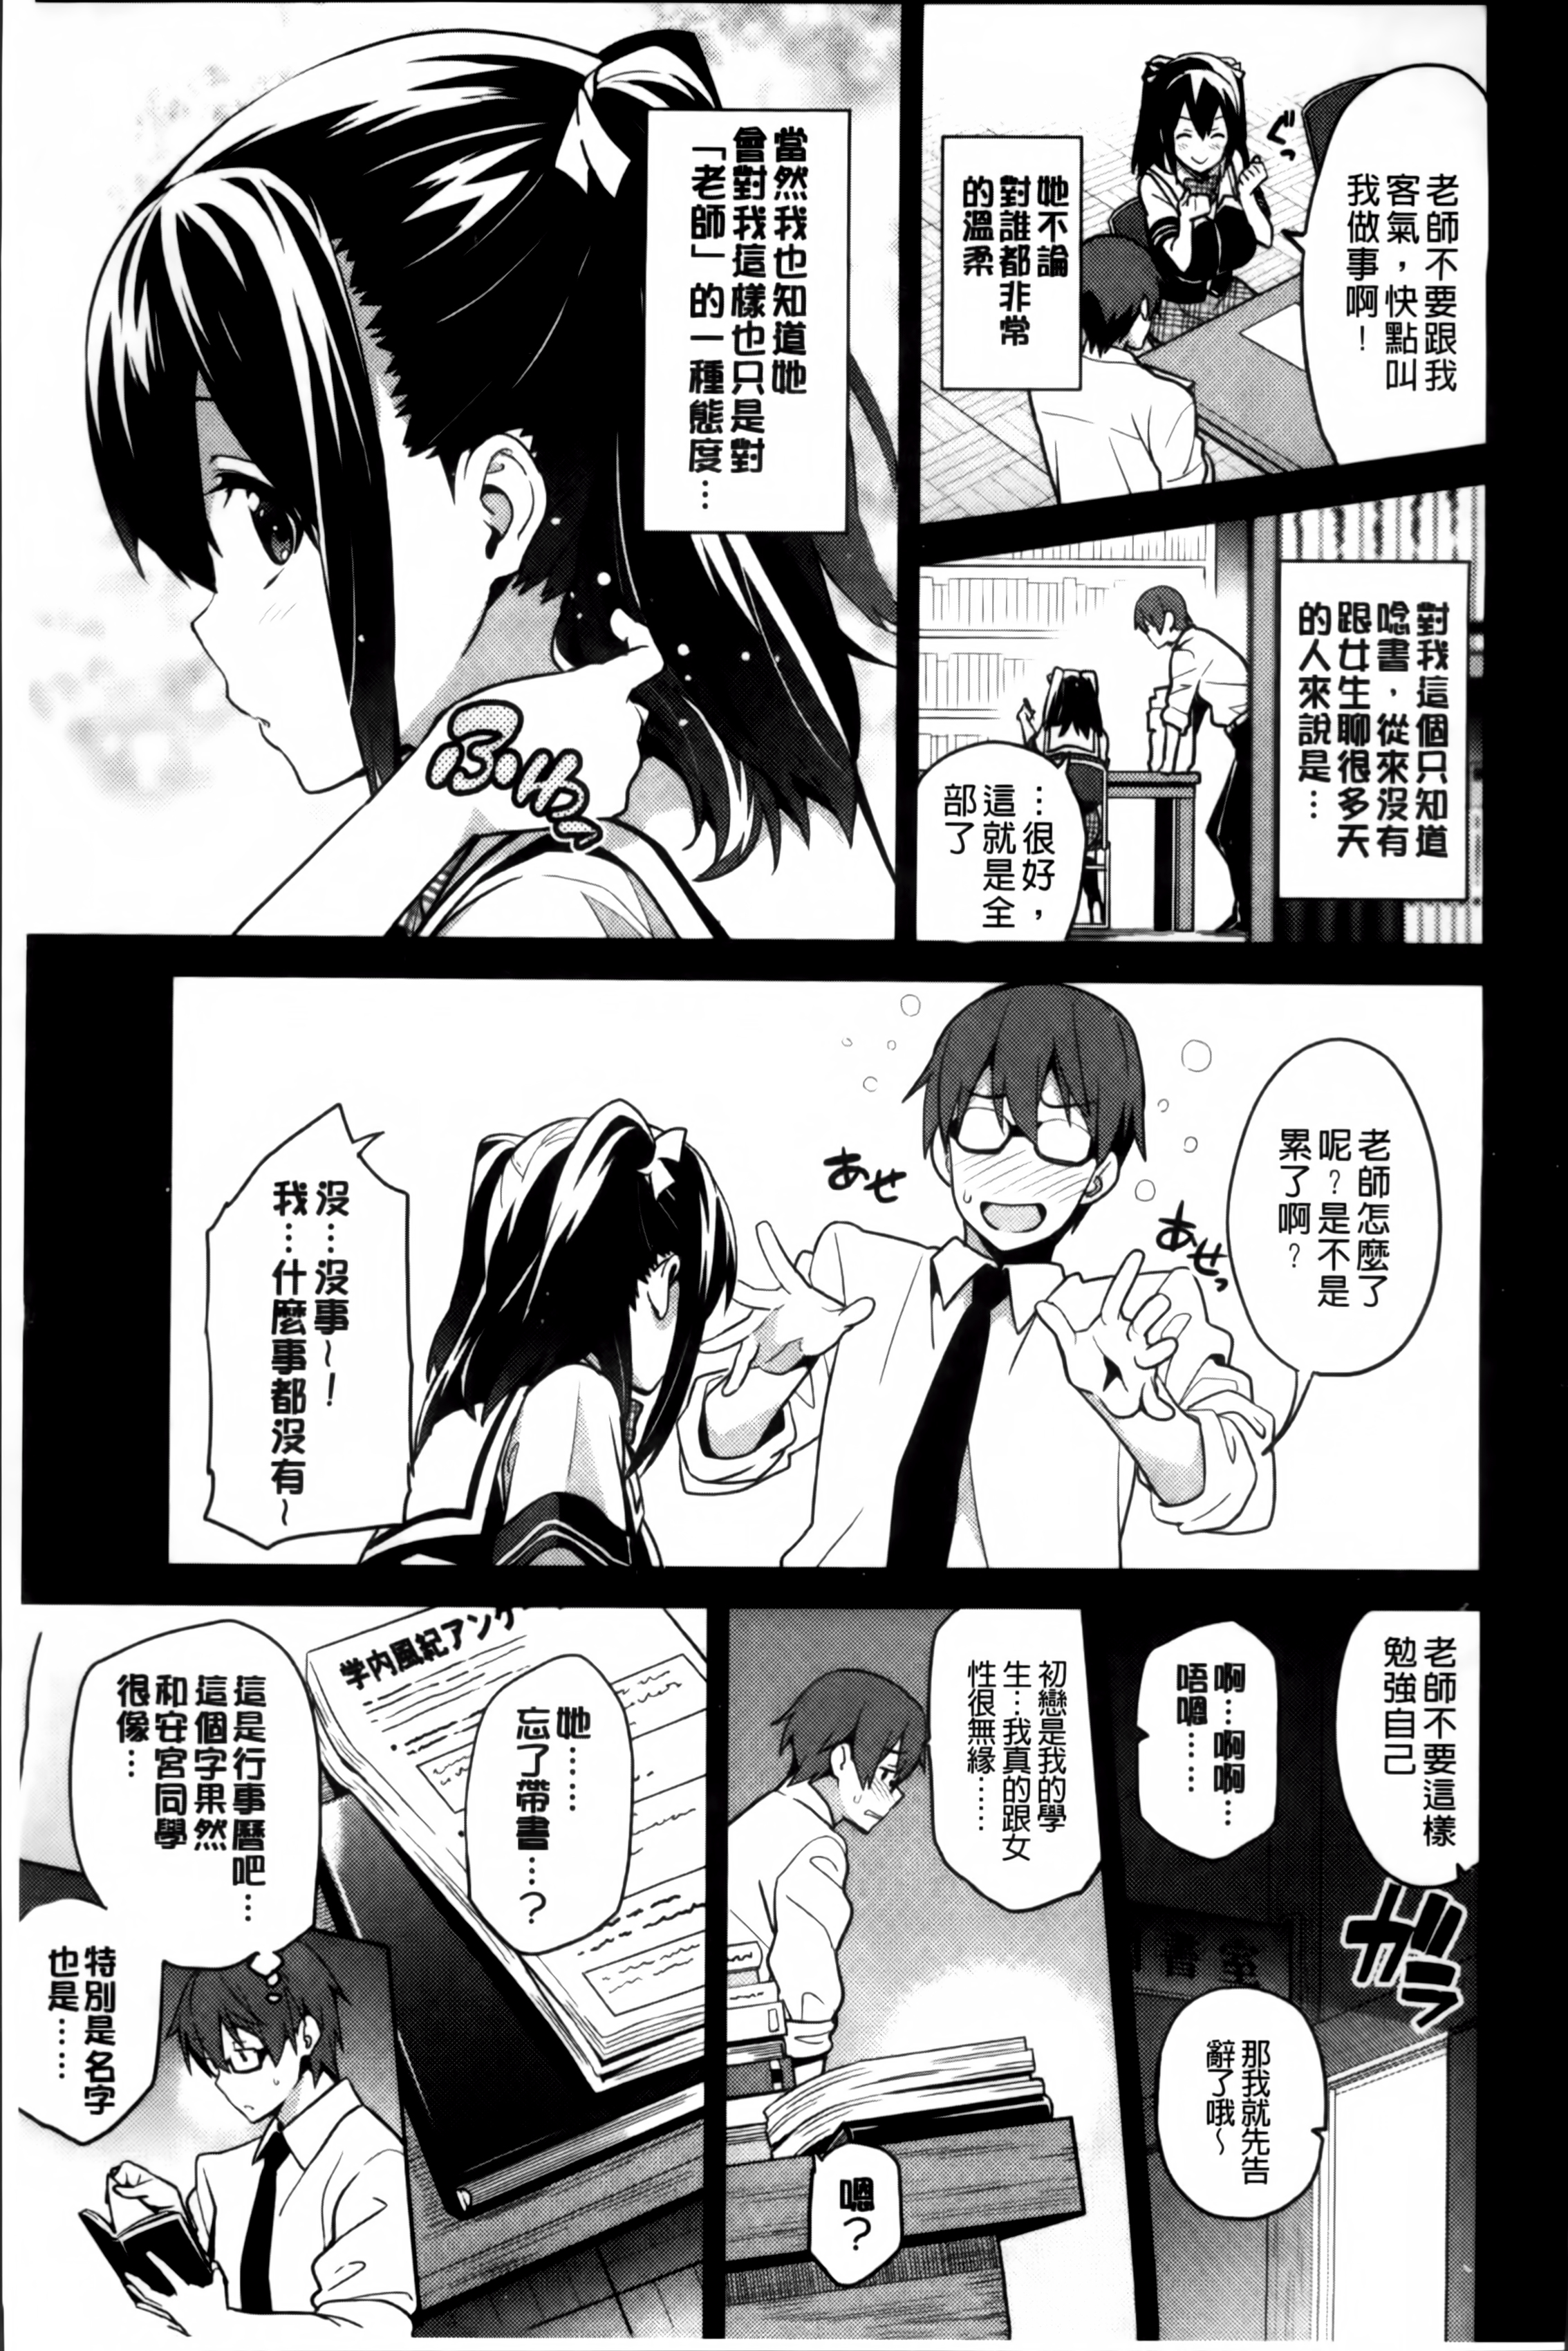 老師不要跟我
客氣，快點叫
我做事啊！
ぐっ
她不論
對誰都非常
的溫柔
對我這個只知道
唸書，從來沒有
跟女生聊很多天
的人來說是…
…很好，
這就是全
部了
當然我也知道她
會對我這樣也只是對
「老師」的一種態度…
ふぁさ
老師怎麼了
呢？是不是
累了啊？
あせ
あせっ
沒…沒事～！
我…什麼事都沒有～
老師不要這樣
勉強自己
啊…啊啊…
唔嗯……
ガラ
書室
那我就先告
辭了哦～
初戀是我的學
生…我真的跟女
性很無緣……
嗯？
学内風紀アンケー
她……
忘了帶書…？
這是行事曆吧…
這個字果然
和安宮同學
很像…
特別是名字
也是……